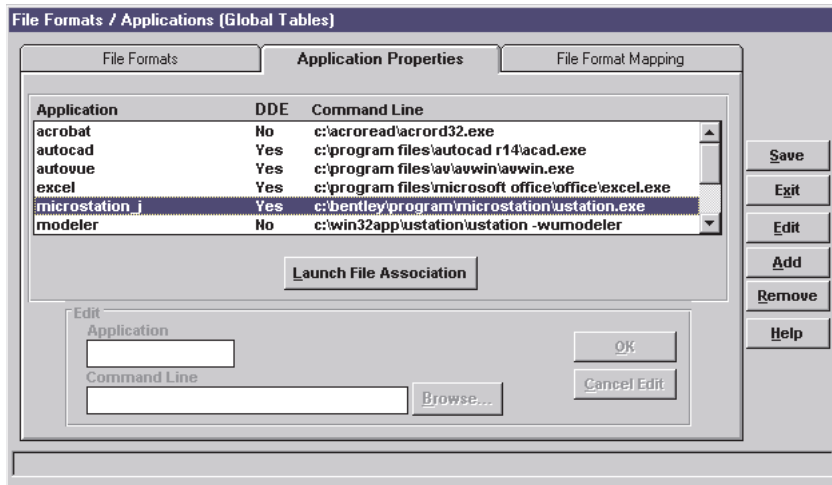 File Formats / Applications (Global Tables)
File Formats
Application Properties
File Format Mapping
Application DDE Command Line
acrobat No c:\acroread\acrord32.exe
autocad Yes c:\program files\autocad r14\acad.exe
autovue Yes c:\program files\av\avwin\avwin.exe
excel Yes c:\program files\microsoft office\office\excel.exe
microstation_j Yes c:\bentley\program\microstation\ustation.exe
modeler No c:\win32app\ustation\ustation -wumodeler
Launch File Association
Edit
Application
Command Line
Browse...
OK
Cancel Edit
Save
Exit
Edit
Add
Remove
Help